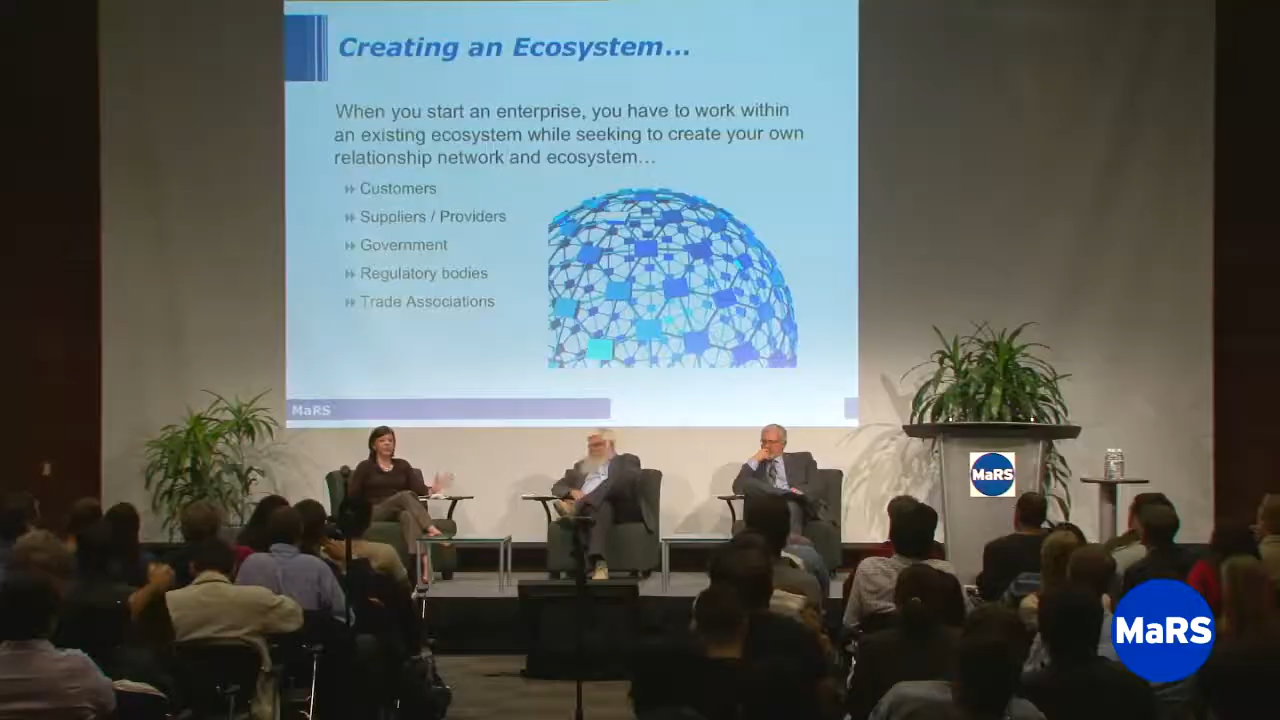 Creating an Ecosystem...
When you start an enterprise, you have to work within
an existing ecosystem while seeking to create your own
relationship network and ecosystem...
Customers
Suppliers / Providers
Government
Regulatory bodies
Trade Associations
MaRS
MaRS
MaRS